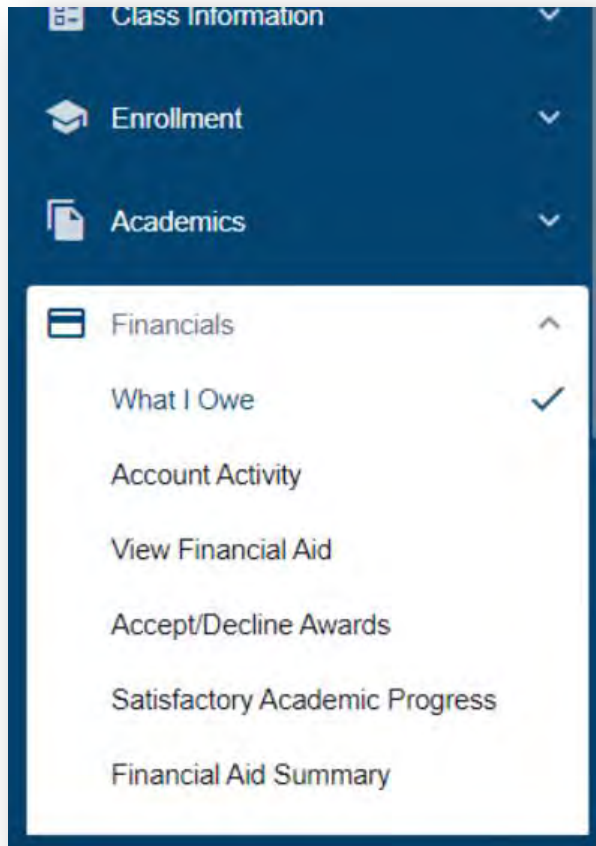 Class Information
Enrollment
Academics
Financials
What I Owe
Account Activity
View Financial Aid
Accept/Decline Awards
Satisfactory Academic Progress
Financial Aid Summary